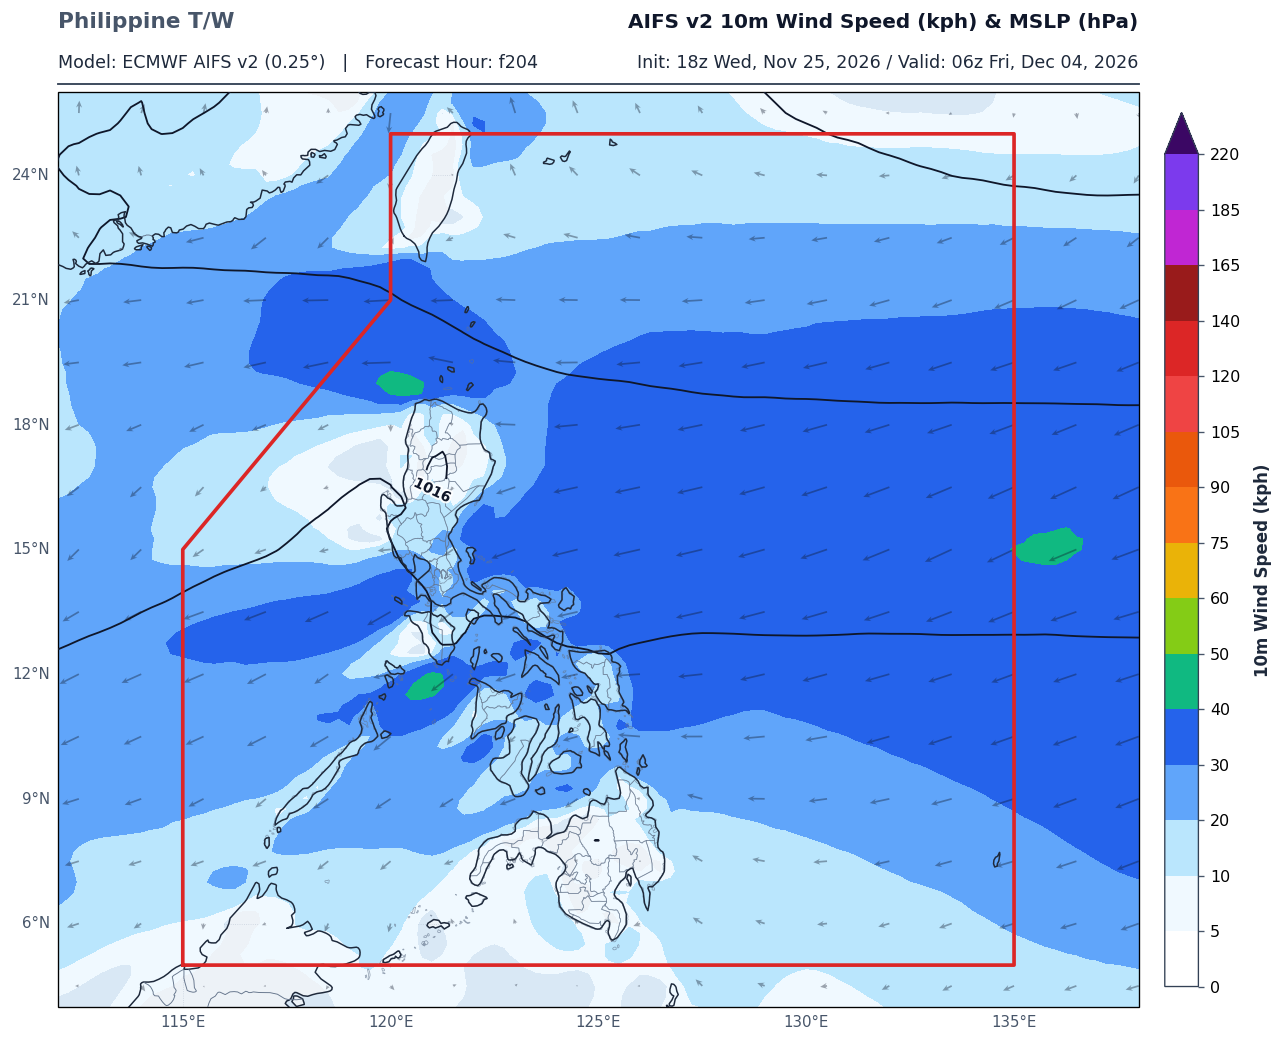 Philippine T/W
AIFS v2 10m Wind Speed (kph) & MSLP (hPa)
Model: ECMWF AIFS v2 (0.25°) | Forecast Hour: f204
Init: 18z Wed, Nov 25, 2026 / Valid: 06z Fri, Dec 04, 2026
24°N
21°N
18°N
15°N
12°N
9°N
6°N
1016
115°E
120°E
125°E
130°E
135°E
220
185
165
140
120
105
90
75
60
50
40
30
20
10
5
0
10m Wind Speed (kph)